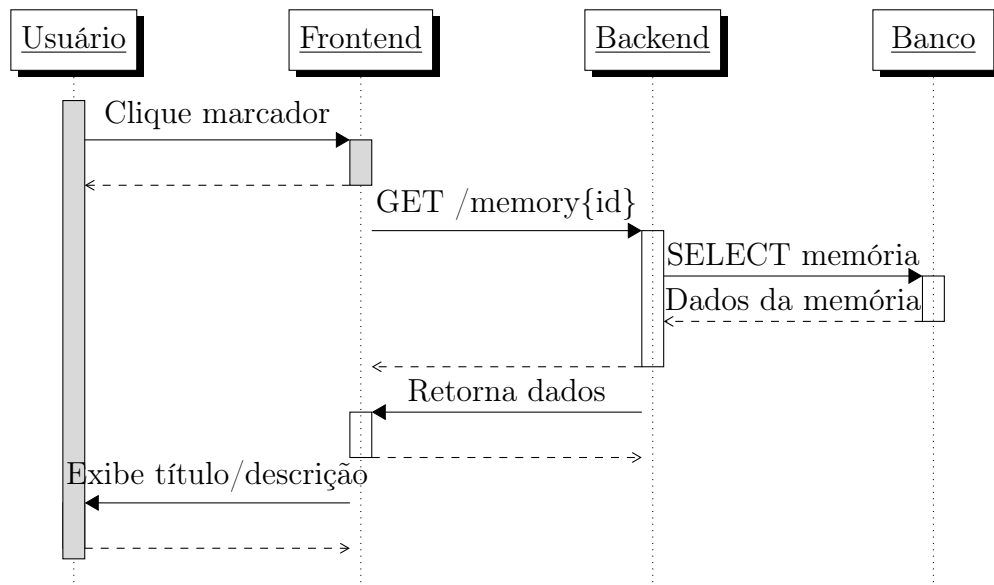 Usuário
Frontend
Backend
Banco
Clique marcador
GET /memory{id}
SELECT memória
Dados da memória
Retorna dados
Exibe título/descrição